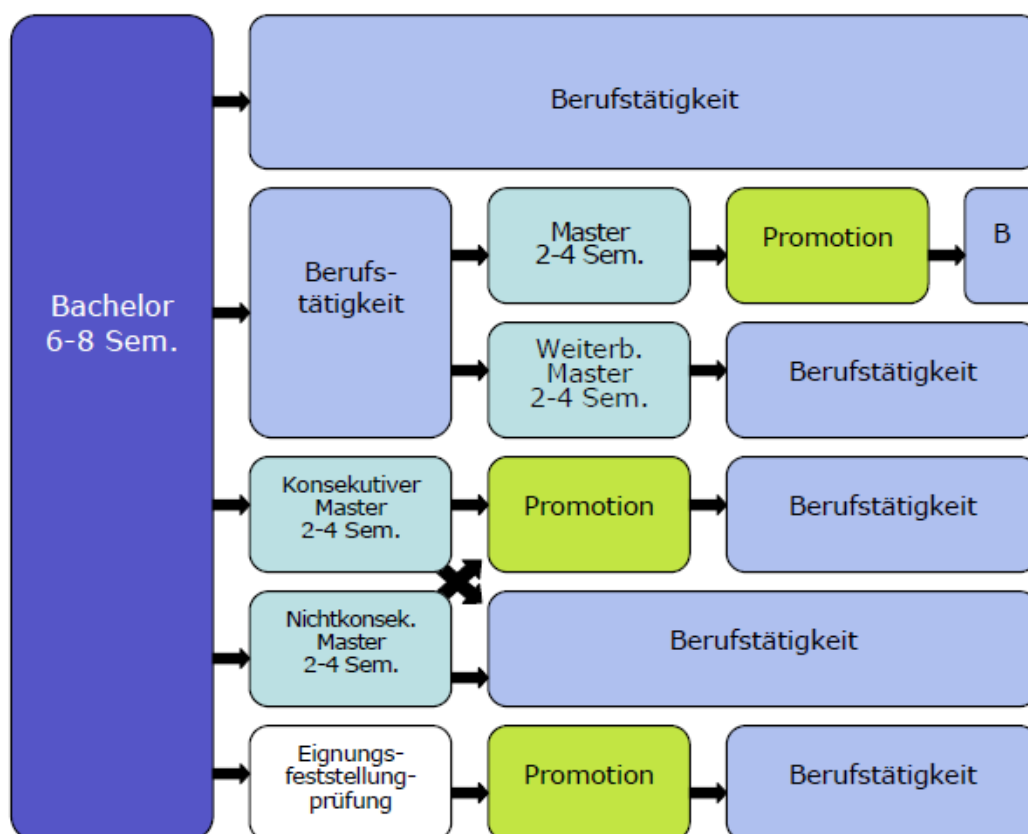 Bachelor
6-8 Sem.
Berufstätigkeit
Berufs-
tätigkeit
Master
2-4 Sem.
Promotion
B
Weiterb.
Master
2-4 Sem.
Berufstätigkeit
Konsekutiver
Master
2-4 Sem.
Promotion
Berufstätigkeit
Nichtkonsek.
Master
2-4 Sem.
Berufstätigkeit
Eignungs-
feststellung-
prüfung
Promotion
Berufstätigkeit